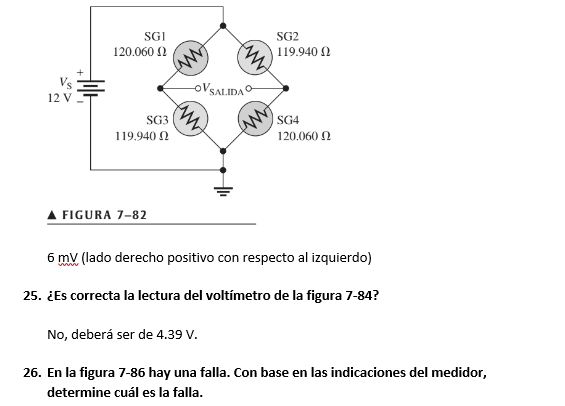 SG1
120.060 Ω
SG2
119.940 Ω
+
VS
12 V
−
VSALIDA
SG3
119.940 Ω
SG4
120.060 Ω
▲ FIGURA 7–82
6 mV (lado derecho positivo con respecto al izquierdo)
25. ¿Es correcta la lectura del voltímetro de la figura 7-84?
No, deberá ser de 4.39 V.
26. En la figura 7-86 hay una falla. Con base en las indicaciones del medidor,
determine cuál es la falla.